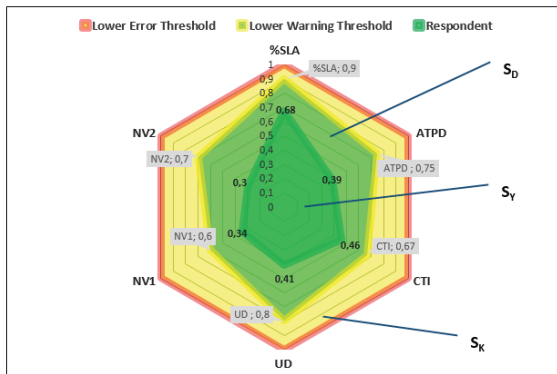 Lower Error Threshold Lower Warning Threshold Respondent
%SLA
1
0,9
0,8
0,7
0,6
0,5
0,4
0,3
0,2
0,1
0
%SLA; 0,9
S_D
NV2
ATPD
0,68
NV2 ; 0,7
ATPD ; 0,75
0,3
0,39
S_Y
NV1; 0,6
0,34
0,46
CTI ; 0,67
0,41
NV1
CTI
UD ; 0,8
S_K
UD